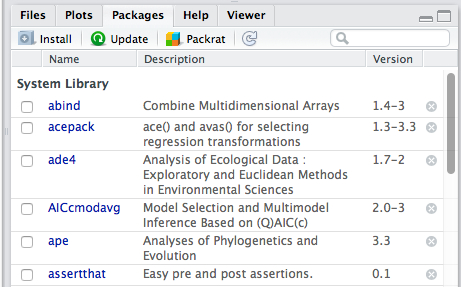 Files Plots Packages Help Viewer
Install Update Packrat
Name Description Version
System Library
abind Combine Multidimensional Arrays 1.4-3
acepack ace() and avas() for selecting 1.3-3.3
regression transformations
ade4 Analysis of Ecological Data : 1.7-2
Exploratory and Euclidean Methods
in Environmental Sciences
AICcmodavg Model Selection and Multimodel 2.0-3
Inference Based on (Q)AIC(c)
ape Analyses of Phylogenetics and 3.3
Evolution
assertthat Easy pre and post assertions. 0.1